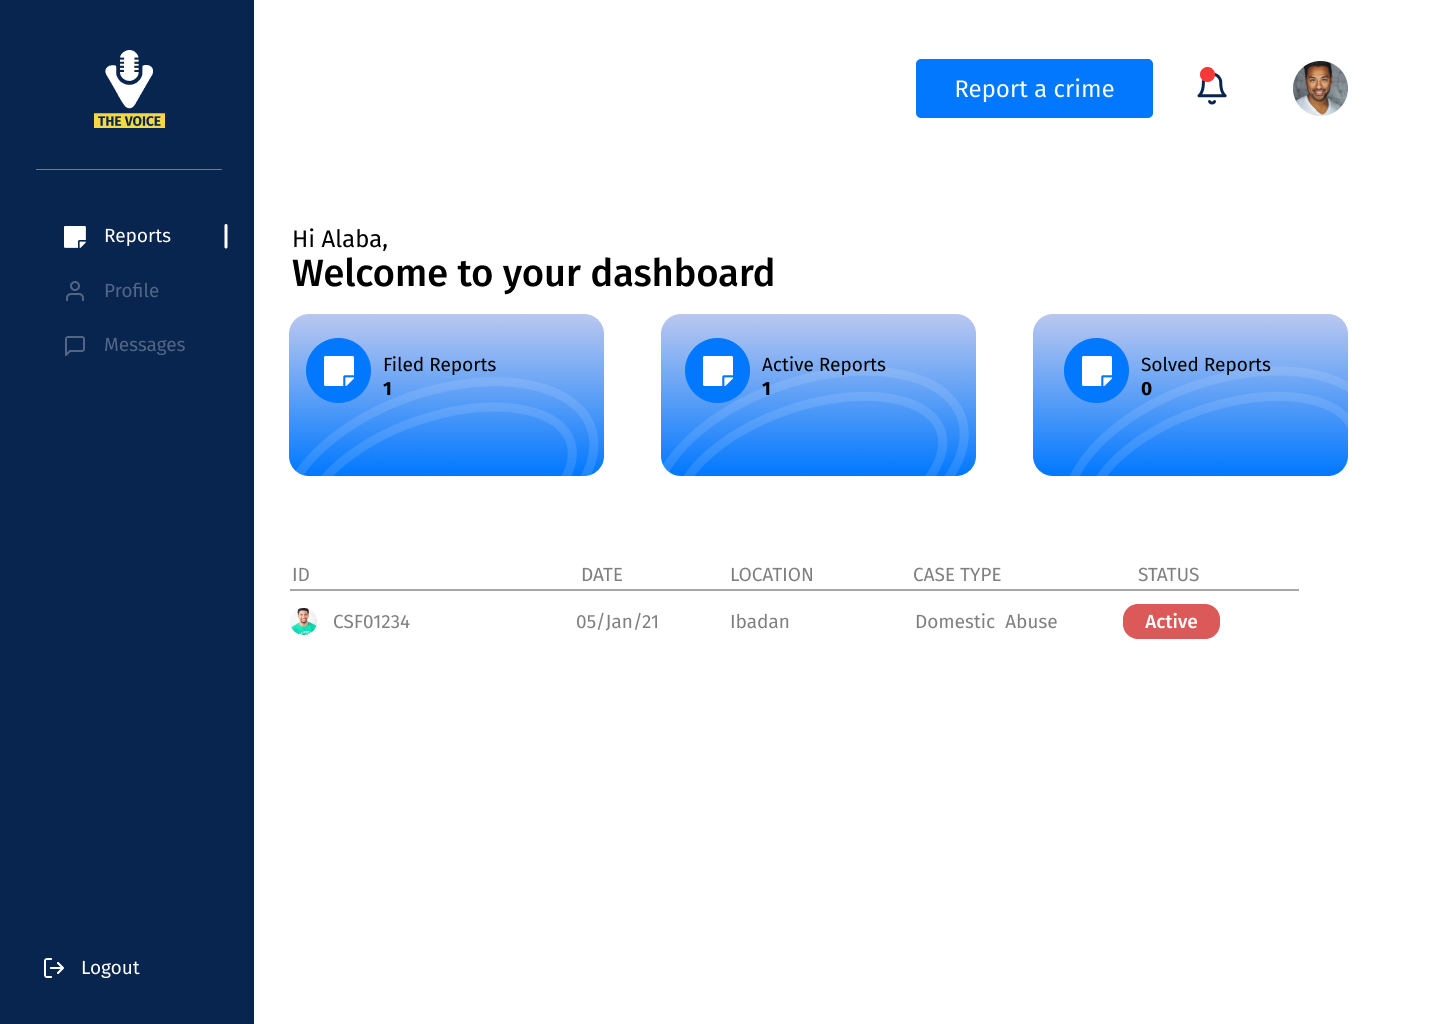 THE VOICE
Reports
Profile
Messages
Logout
Report a crime
Hi Alaba,
Welcome to your dashboard
Filed Reports
1
Active Reports
1
Solved Reports
0
ID DATE LOCATION CASE TYPE STATUS
CSF01234 05/Jan/21 Ibadan Domestic Abuse Active